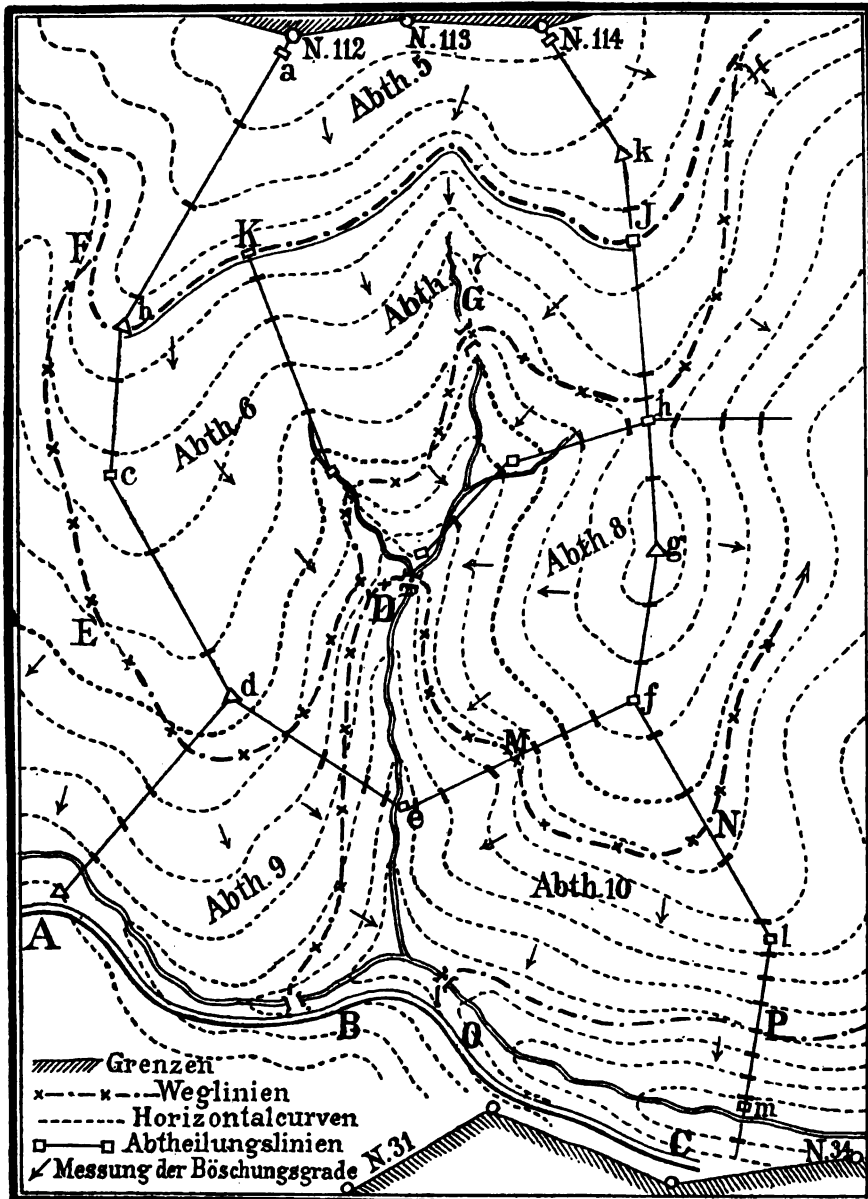 N. 112
N. 113
N. 114
a
Abth. 5
k
J
K
F
h
Abth. 7
G
Abth. 6
h
c
Abth. 8
g
D
E
d
f
M
e
N
Abth. 9
Abth. 10
A
l
B
O
P
m
C
N. 31
N. 34
Grenzen
Weglinien
Horizontalcurven
Abtheilungslinien
Messung der Böschungsgrade